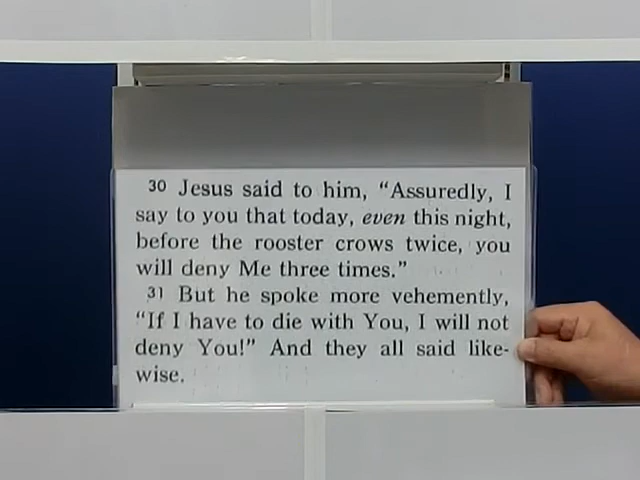 30 Jesus said to him, “Assuredly, I
say to you that today, even this night,
before the rooster crows twice, you
will deny Me three times.”
31 But he spoke more vehemently,
“If I have to die with You, I will not
deny You!” And they all said like-
wise.